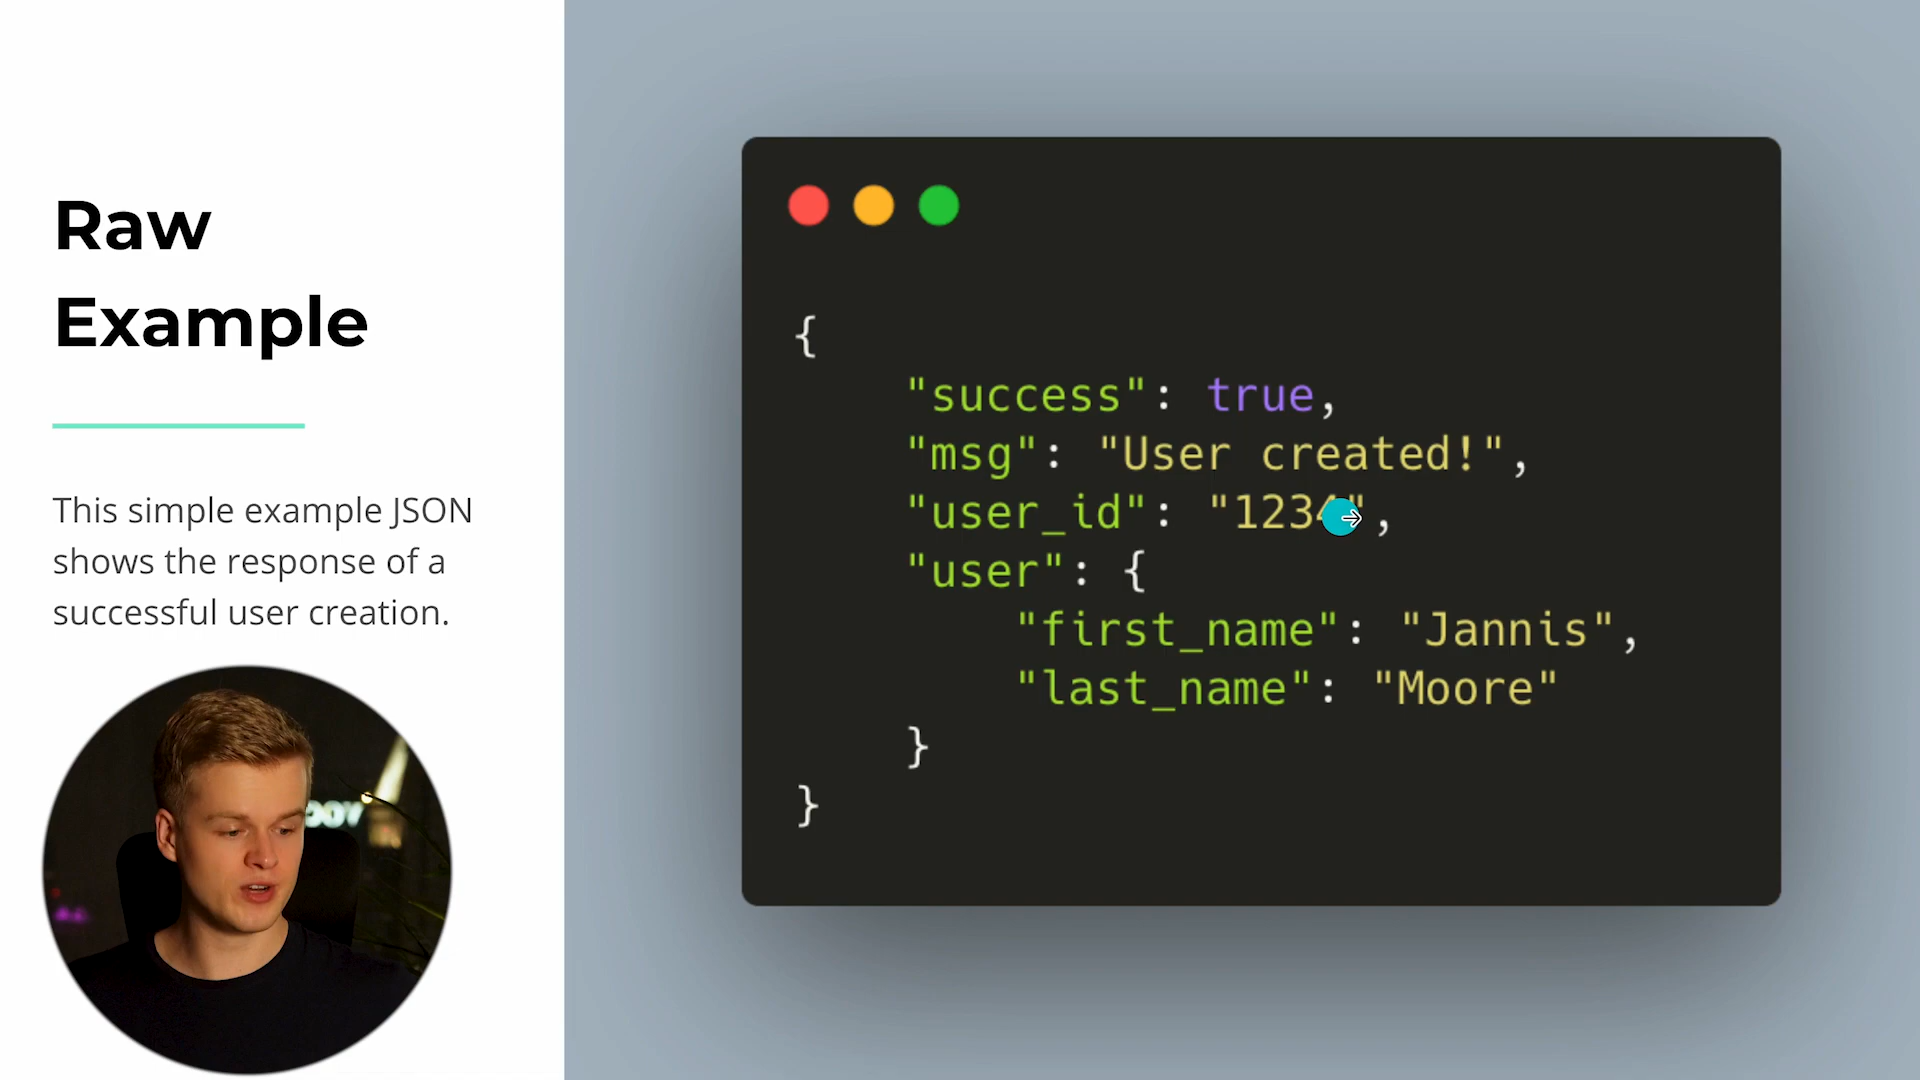 Raw
Example
This simple example JSON
shows the response of a
successful user creation.
{
"success": true,
"msg": "User created!",
"user_id": "1234",
"user": {
"first_name": "Jannis",
"last_name": "Moore"
}
}